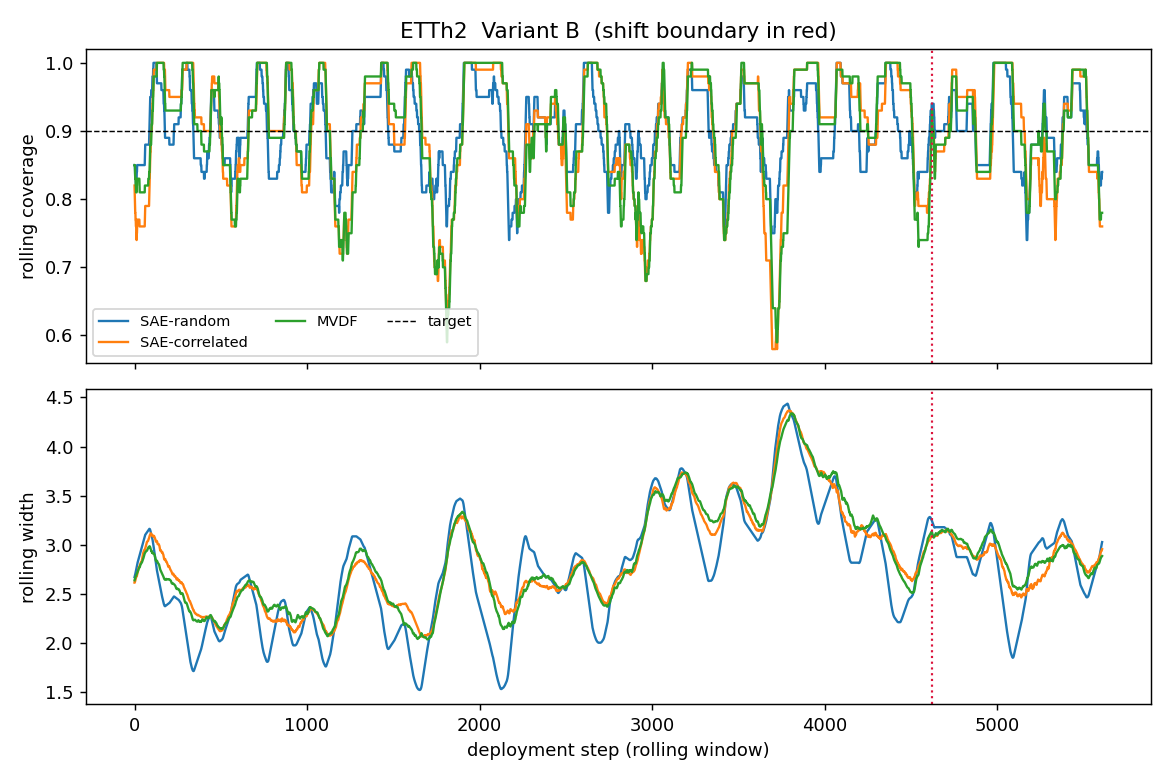 ETTh2  Variant B  (shift boundary in red)
1.0
0.9
0.8
0.7
0.6
rolling coverage
SAE-random
SAE-correlated
MVDF
target
4.5
4.0
3.5
3.0
2.5
2.0
1.5
rolling width
0 1000 2000 3000 4000 5000
deployment step (rolling window)